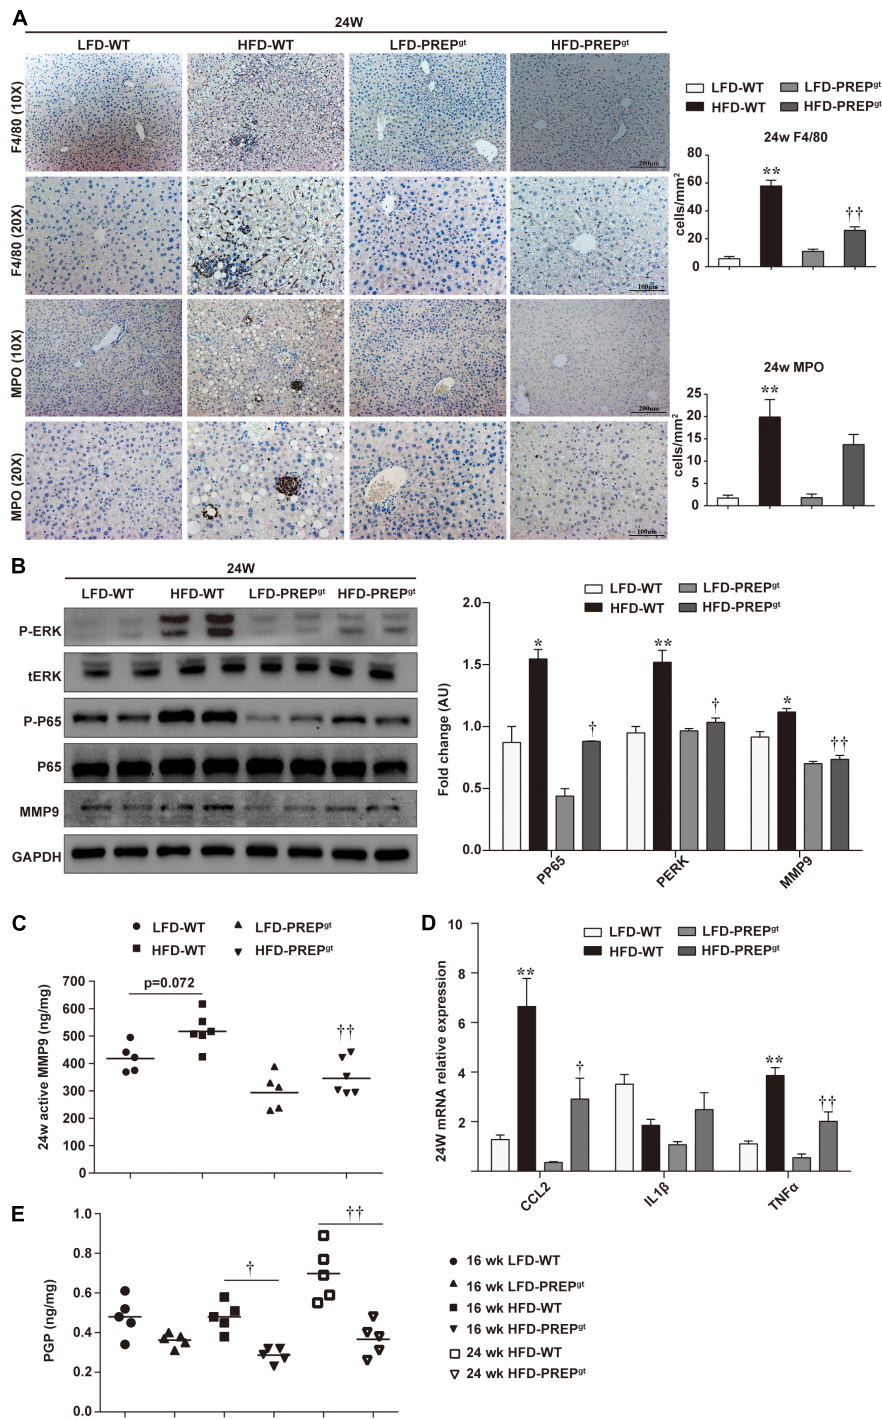 A
24W
LFD-WT HFD-WT LFD-PREPgt HFD-PREPgt
F4/80 (10X)
200μm
F4/80 (20X)
100μm
MPO (10X)
200μm
MPO (20X)
100μm
LFD-WT LFD-PREPgt
HFD-WT HFD-PREPgt
24w F4/80
cells/mm2
80
60
40
20
0
**
††
24w MPO
cells/mm2
25
20
15
10
5
0
**
B
24W
LFD-WT HFD-WT LFD-PREPgt HFD-PREPgt
P-ERK
tERK
P-P65
P65
MMP9
GAPDH
LFD-WT LFD-PREPgt
HFD-WT HFD-PREPgt
Fold change (AU)
2.0
1.5
1.0
0.5
0.0
* † ** † * ††
PP65 PERK MMP9
C
LFD-WT LFD-PREPgt
HFD-WT HFD-PREPgt
24w active MMP9 (ng/mg)
700
600
500
400
300
200
100
0
p=0.072
††
D
LFD-WT LFD-PREPgt
HFD-WT HFD-PREPgt
24W mRNA relative expression
10
8
6
4
2
** † ** ††
CCL2 IL1β TNFα
E
PGP (ng/mg)
1.0
0.8
0.6
0.4
0.2
0.0
†
††
16 wk LFD-WT
16 wk LFD-PREPgt
16 wk HFD-WT
16 wk HFD-PREPgt
24 wk HFD-WT
24 wk HFD-PREPgt